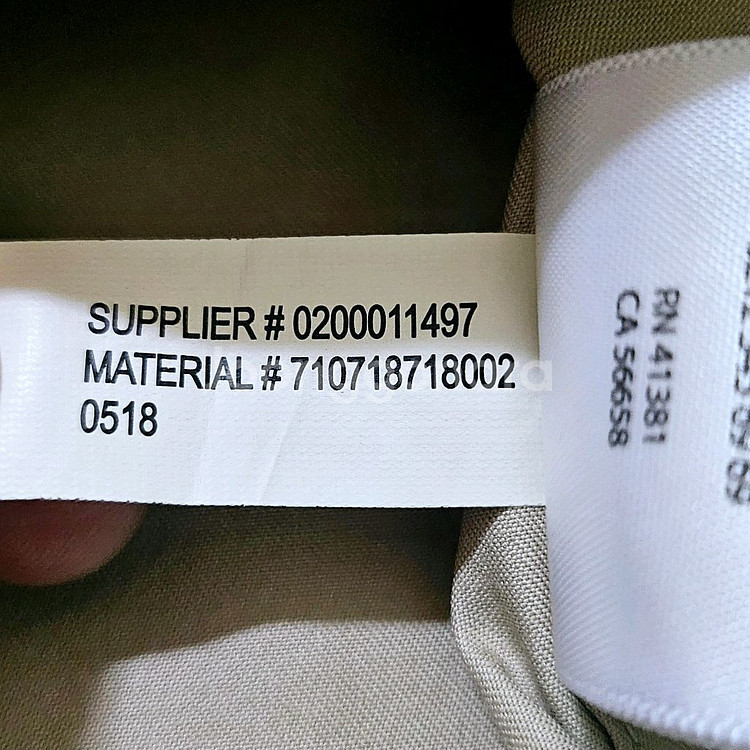 SUPPLIER # 0200011497
MATERIAL # 710718718002
0518
RN 41381
CA 56658